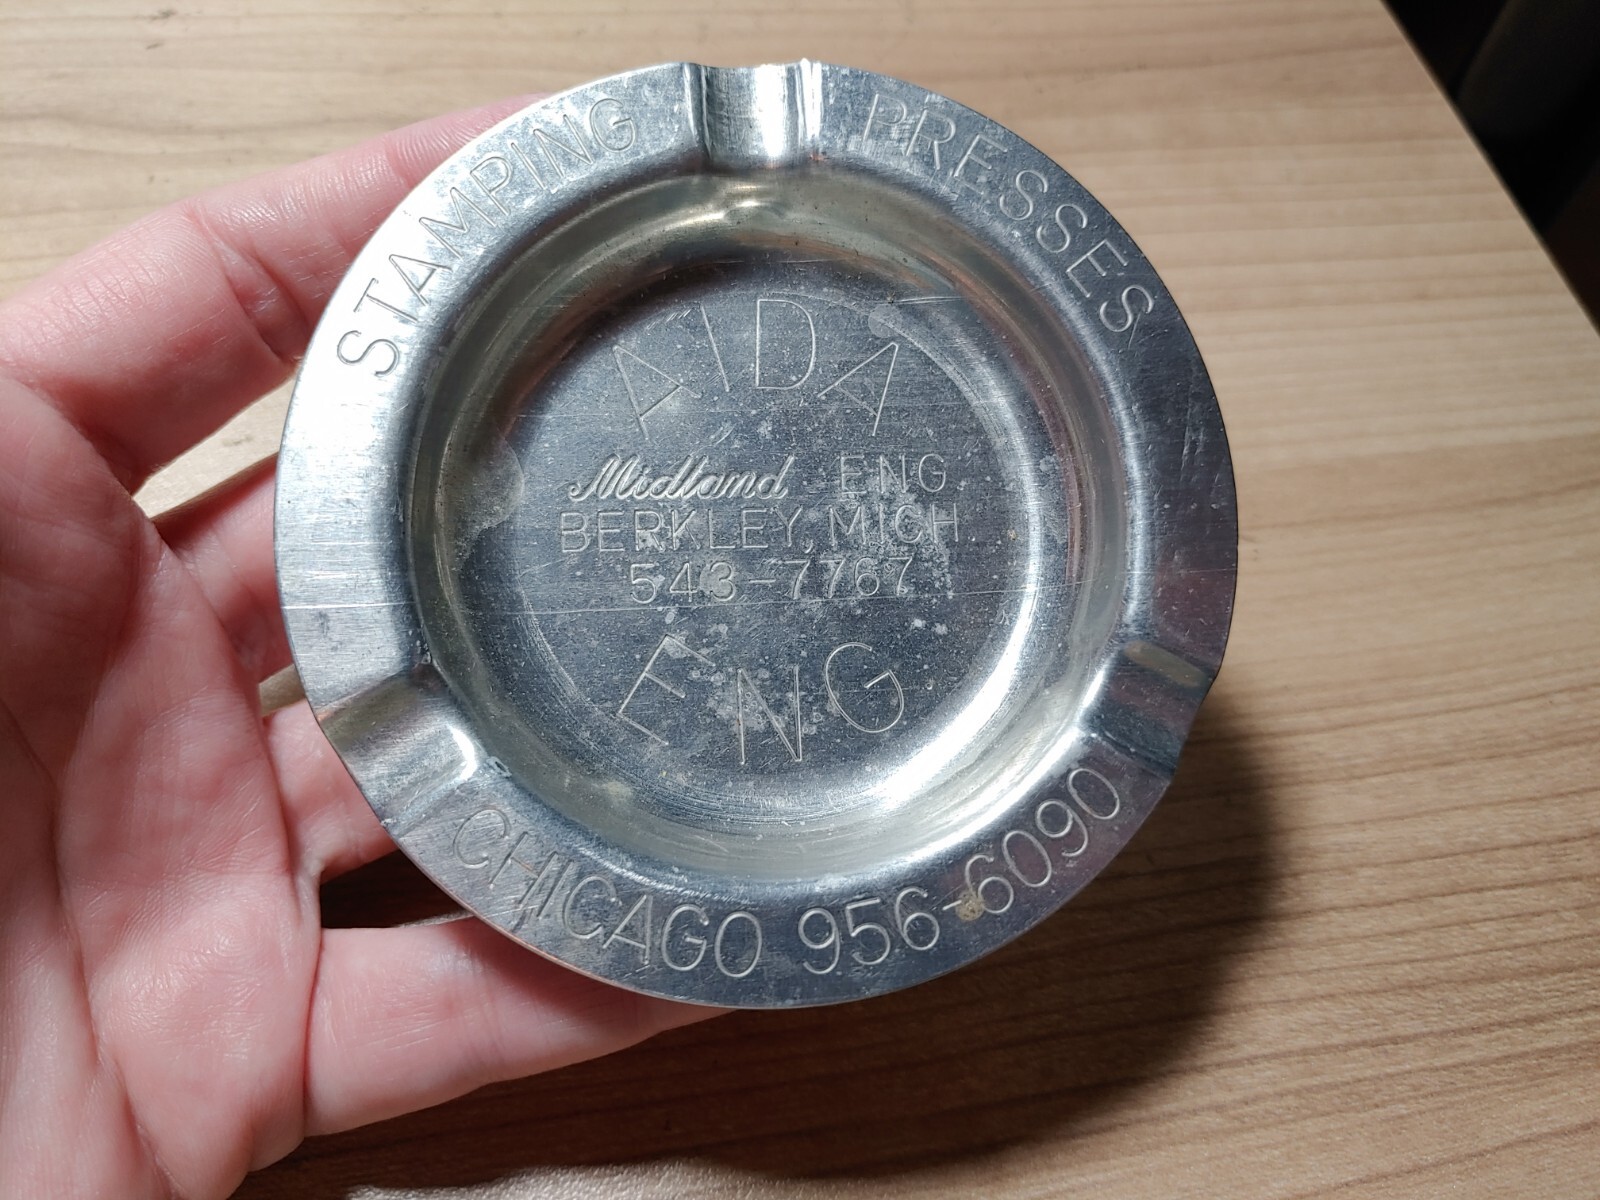 STAMPING PRESSES
AIDA
Midland ENG
BERKLEY, MICH
543-7767
ENG
CHICAGO 956-6090